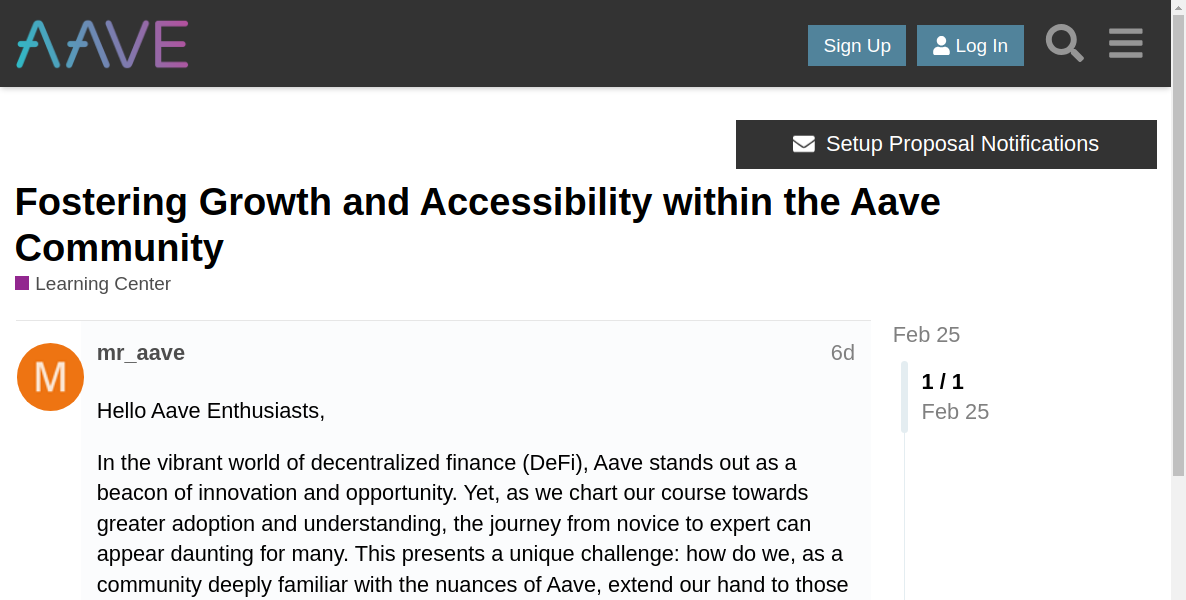 AAVE
Sign Up
Log In
Setup Proposal Notifications
Fostering Growth and Accessibility within the Aave
Community
Learning Center
M
mr_aave
6d
Hello Aave Enthusiasts,
In the vibrant world of decentralized finance (DeFi), Aave stands out as a
beacon of innovation and opportunity. Yet, as we chart our course towards
greater adoption and understanding, the journey from novice to expert can
appear daunting for many. This presents a unique challenge: how do we, as a
community deeply familiar with the nuances of Aave, extend our hand to those
Feb 25
1 / 1
Feb 25